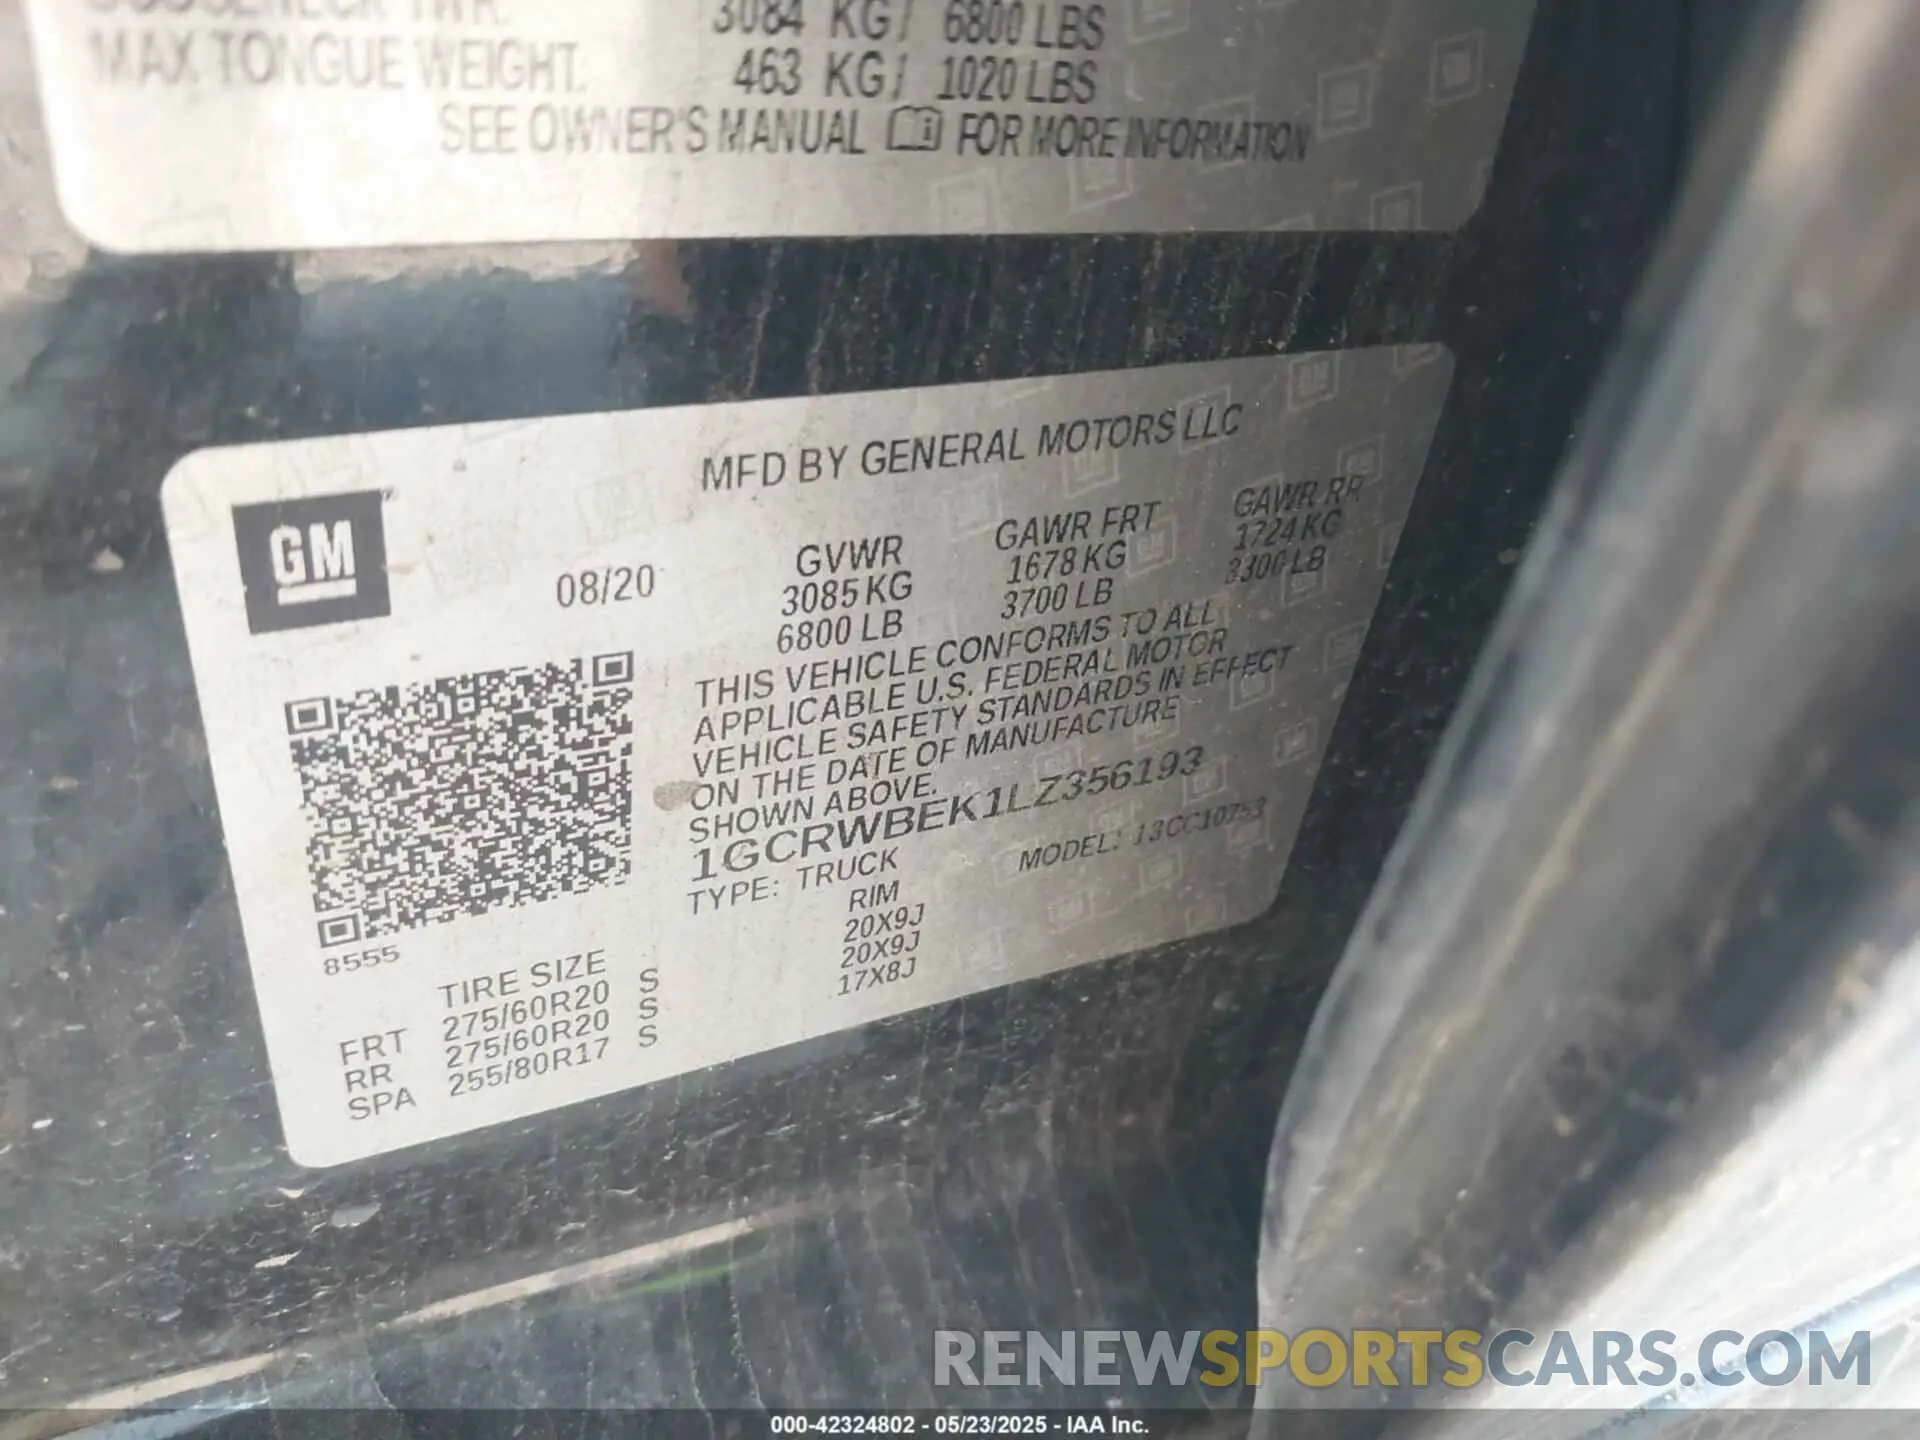 3084 KG/ 6800 LBS
MAX. TONGUE WEIGHT. 463 KG/ 1020 LBS
SEE OWNER'S MANUAL FOR MORE INFORMATION
MFD BY GENERAL MOTORS LLC
GM
08/20
GVWR GAWR FRT GAWR RR
3085 KG 1678 KG 1724 KG
6800 LB 3700 LB 3300 LB
THIS VEHICLE CONFORMS TO ALL
APPLICABLE U.S. FEDERAL MOTOR
VEHICLE SAFETY STANDARDS IN EFFECT
ON THE DATE OF MANUFACTURE
SHOWN ABOVE.
1GCRWBEK1LZ356193
TYPE: TRUCK MODEL: 13CC10753
8555
TIRE SIZE RIM
FRT 275/60R20 S 20X9J
RR 275/60R20 S 20X9J
SPA 255/80R17 S 17X8J
RENEWSPORTSCARS.COM
000-42324802 - 05/23/2025 - IAA Inc.